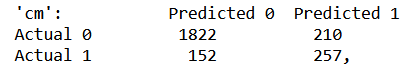 'cm': Predicted 0 Predicted 1
Actual 0 1822 210
Actual 1 152 257,